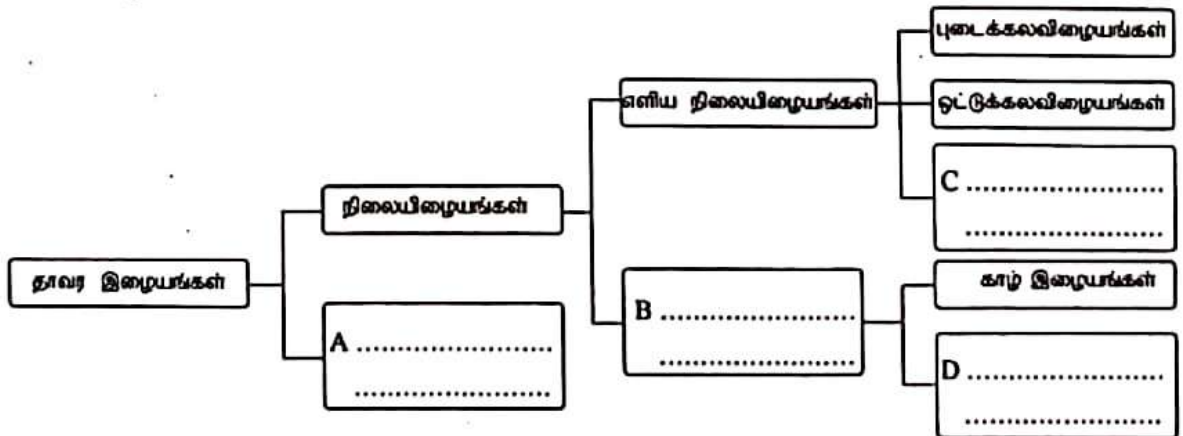 புடைக்கலவிழையங்கள்
எளிய நிலையிழையங்கள்
ஒட்டுக்கலவிழையங்கள்
C ........................
........................
நிலையிழையங்கள்
தாவர இழையங்கள்
காழ் இழையங்கள்
B ........................
........................
A ........................
........................
D ........................
........................